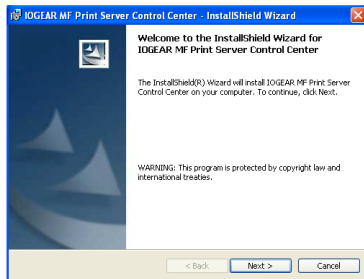 IOGEAR MF Print Server Control Center - InstallShield Wizard
Welcome to the InstallShield Wizard for
IOGEAR MF Print Server Control Center
The InstallShield(R) Wizard will install IOGEAR MF Print Server
Control Center on your computer. To continue, click Next.
WARNING: This program is protected by copyright law and
international treaties.
< Back
Next >
Cancel